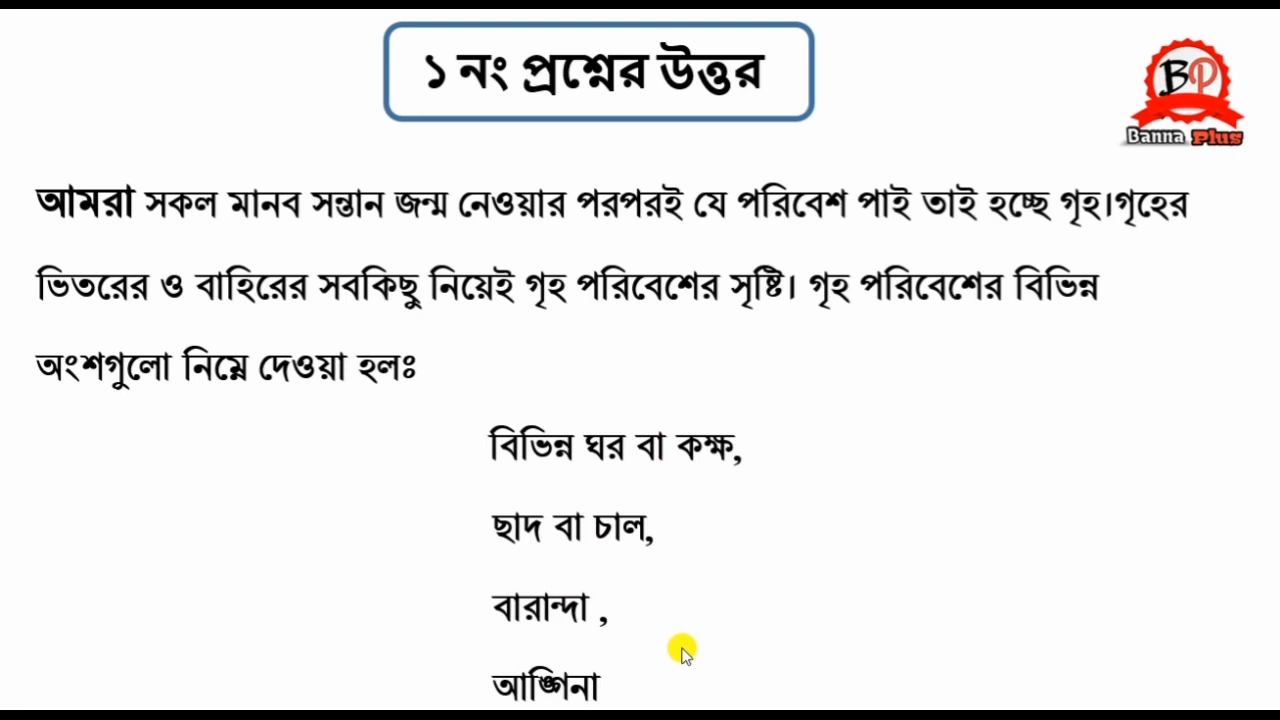 ১ নং প্রশ্নের উত্তর
BP
Banna Plus
আমরা সকল মানব সন্তান জন্ম নেওয়ার পরপরই যে পরিবেশ পাই তাই হচ্ছে গৃহ।গৃহের
ভিতরের ও বাহিরের সবকিছু নিয়েই গৃহ পরিবেশের সৃষ্টি। গৃহ পরিবেশের বিভিন্ন
অংশগুলো নিম্নে দেওয়া হলঃ
বিভিন্ন ঘর বা কক্ষ,
ছাদ বা চাল,
বারান্দা ,
আঙ্গিনা